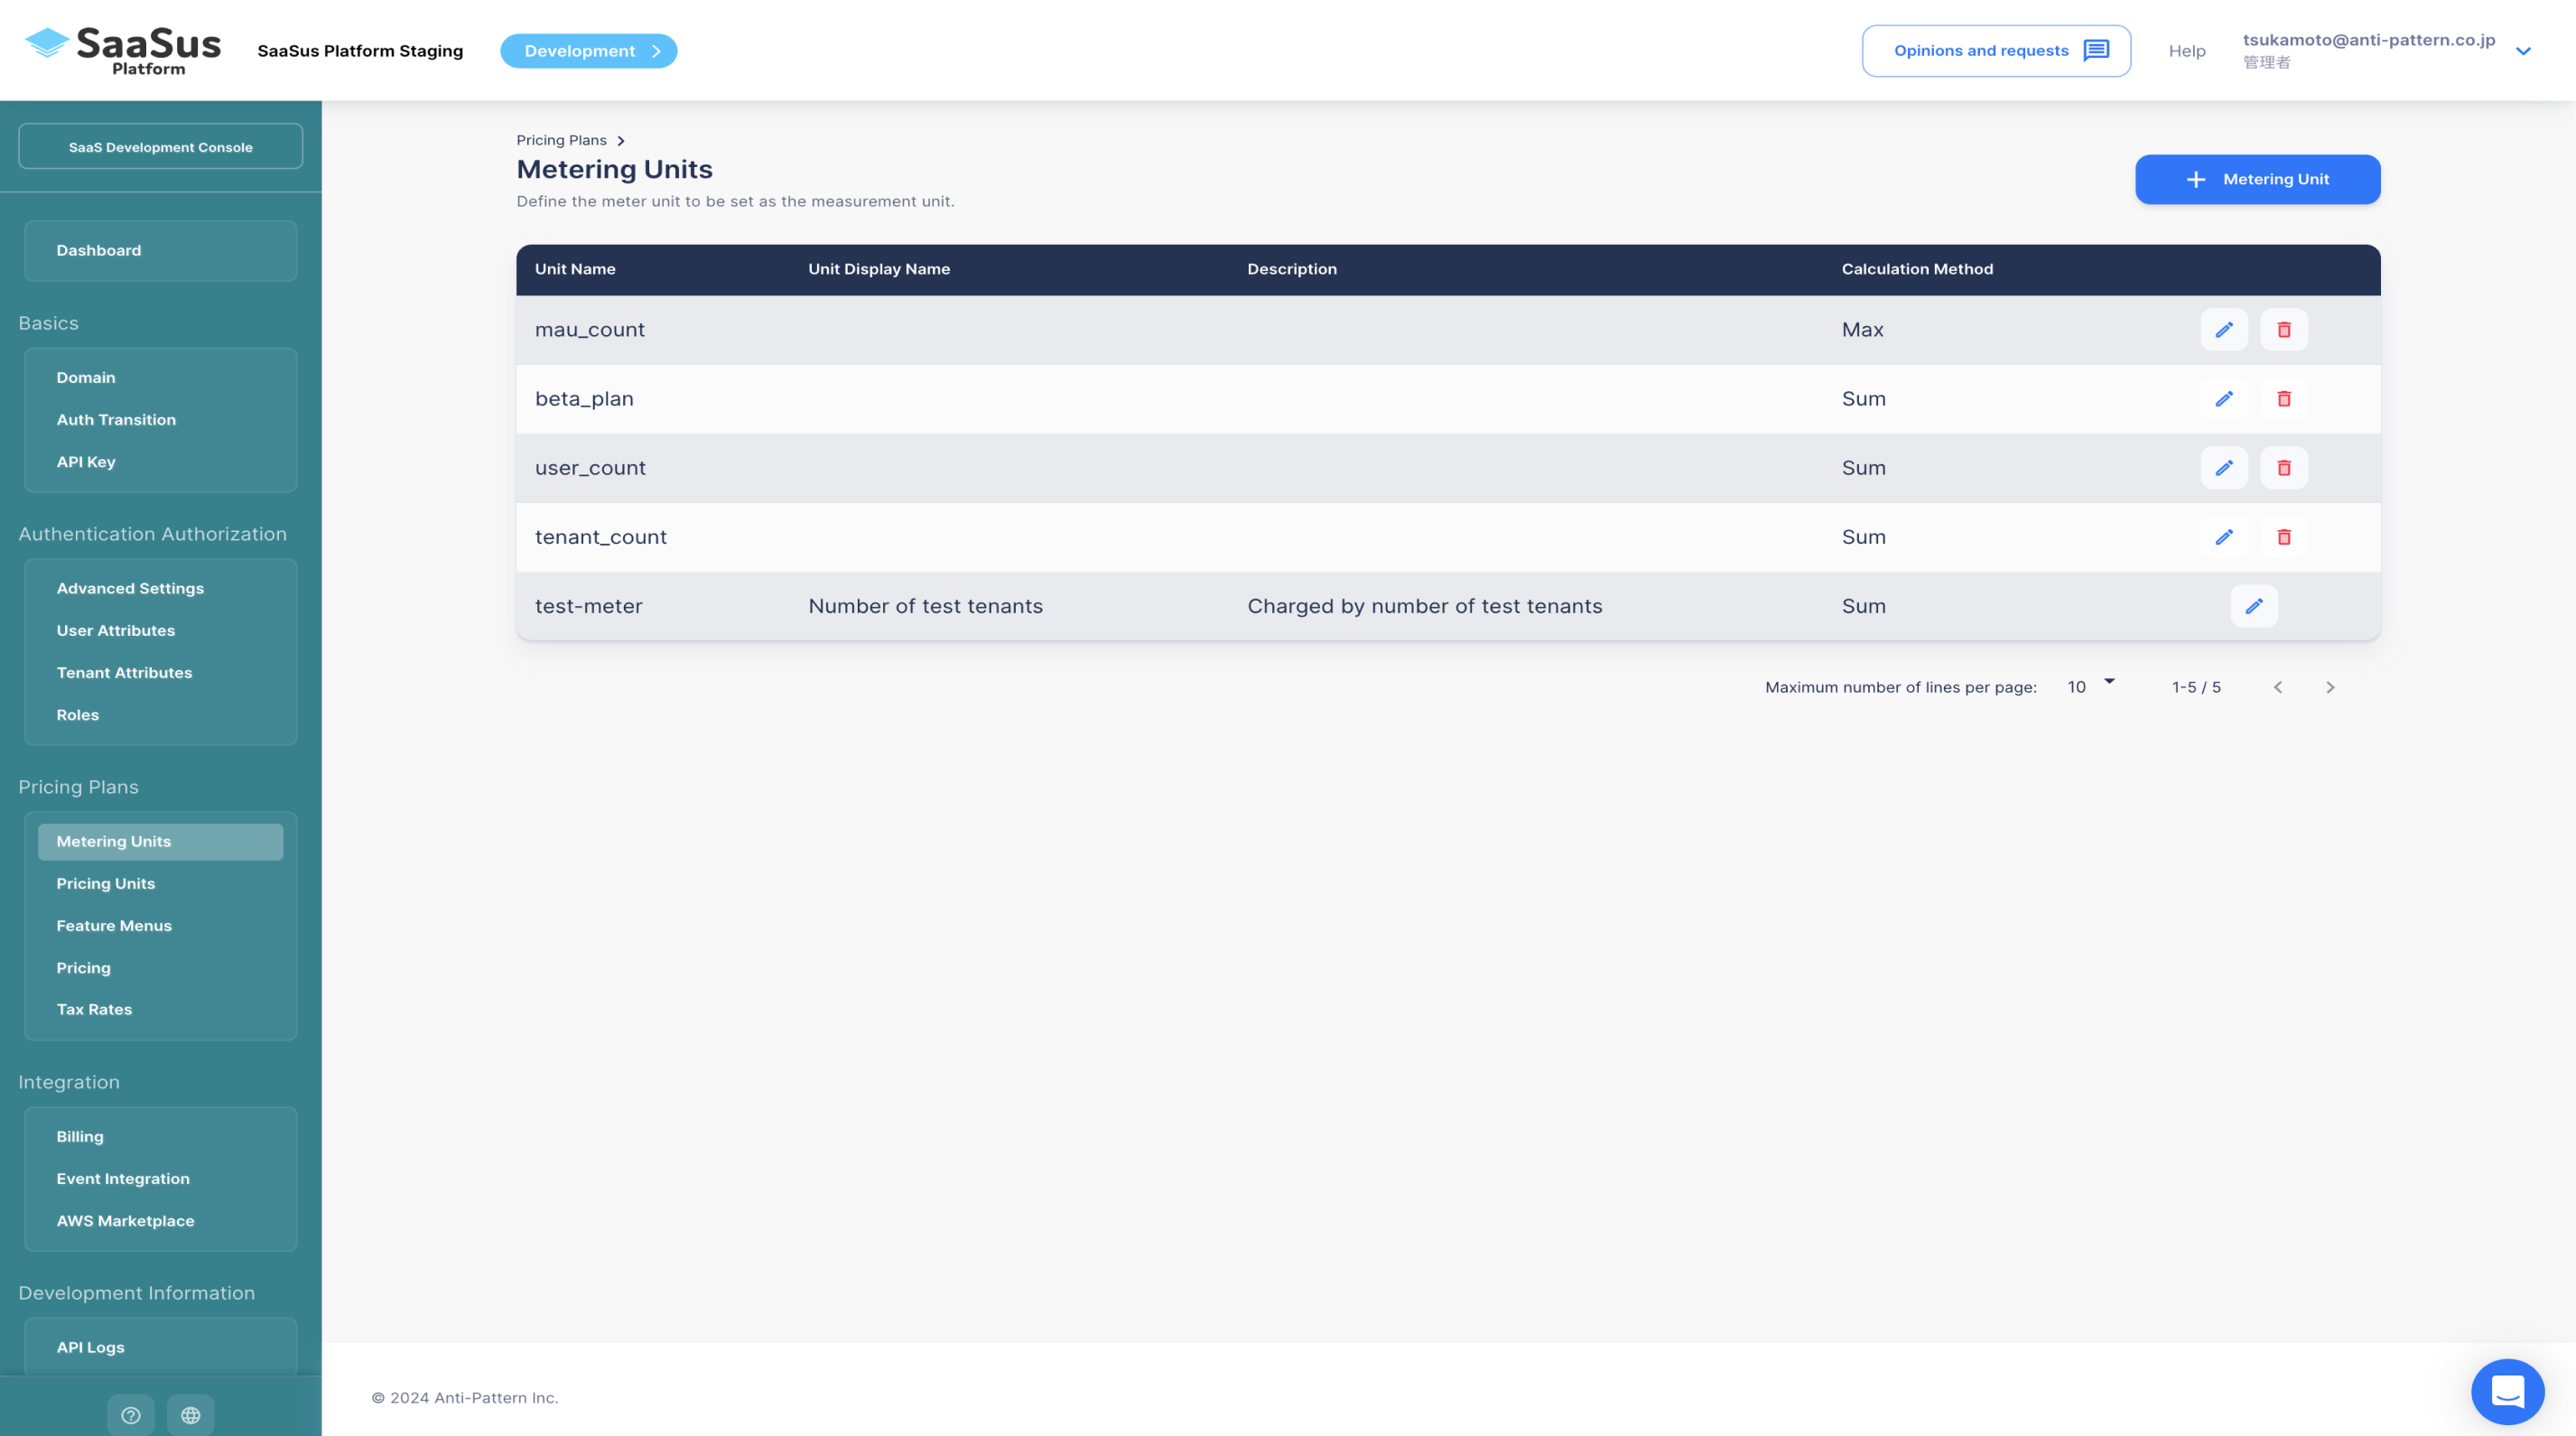 SaaSus
Platform
SaaSus Platform Staging
Development
Opinions and requests
Help
tsukamoto@anti-pattern.co.jp
管理者
SaaS Development Console
Dashboard
Basics
Domain
Auth Transition
API Key
Authentication Authorization
Advanced Settings
User Attributes
Tenant Attributes
Roles
Pricing Plans
Metering Units
Pricing Units
Feature Menus
Pricing
Tax Rates
Integration
Billing
Event Integration
AWS Marketplace
Development Information
API Logs
Pricing Plans
Metering Units
Define the meter unit to be set as the measurement unit.
Metering Unit
Unit Name Unit Display Name Description Calculation Method
mau_count Max
beta_plan Sum
user_count Sum
tenant_count Sum
test-meter Number of test tenants Charged by number of test tenants Sum
Maximum number of lines per page: 10 1-5 / 5
© 2024 Anti-Pattern Inc.